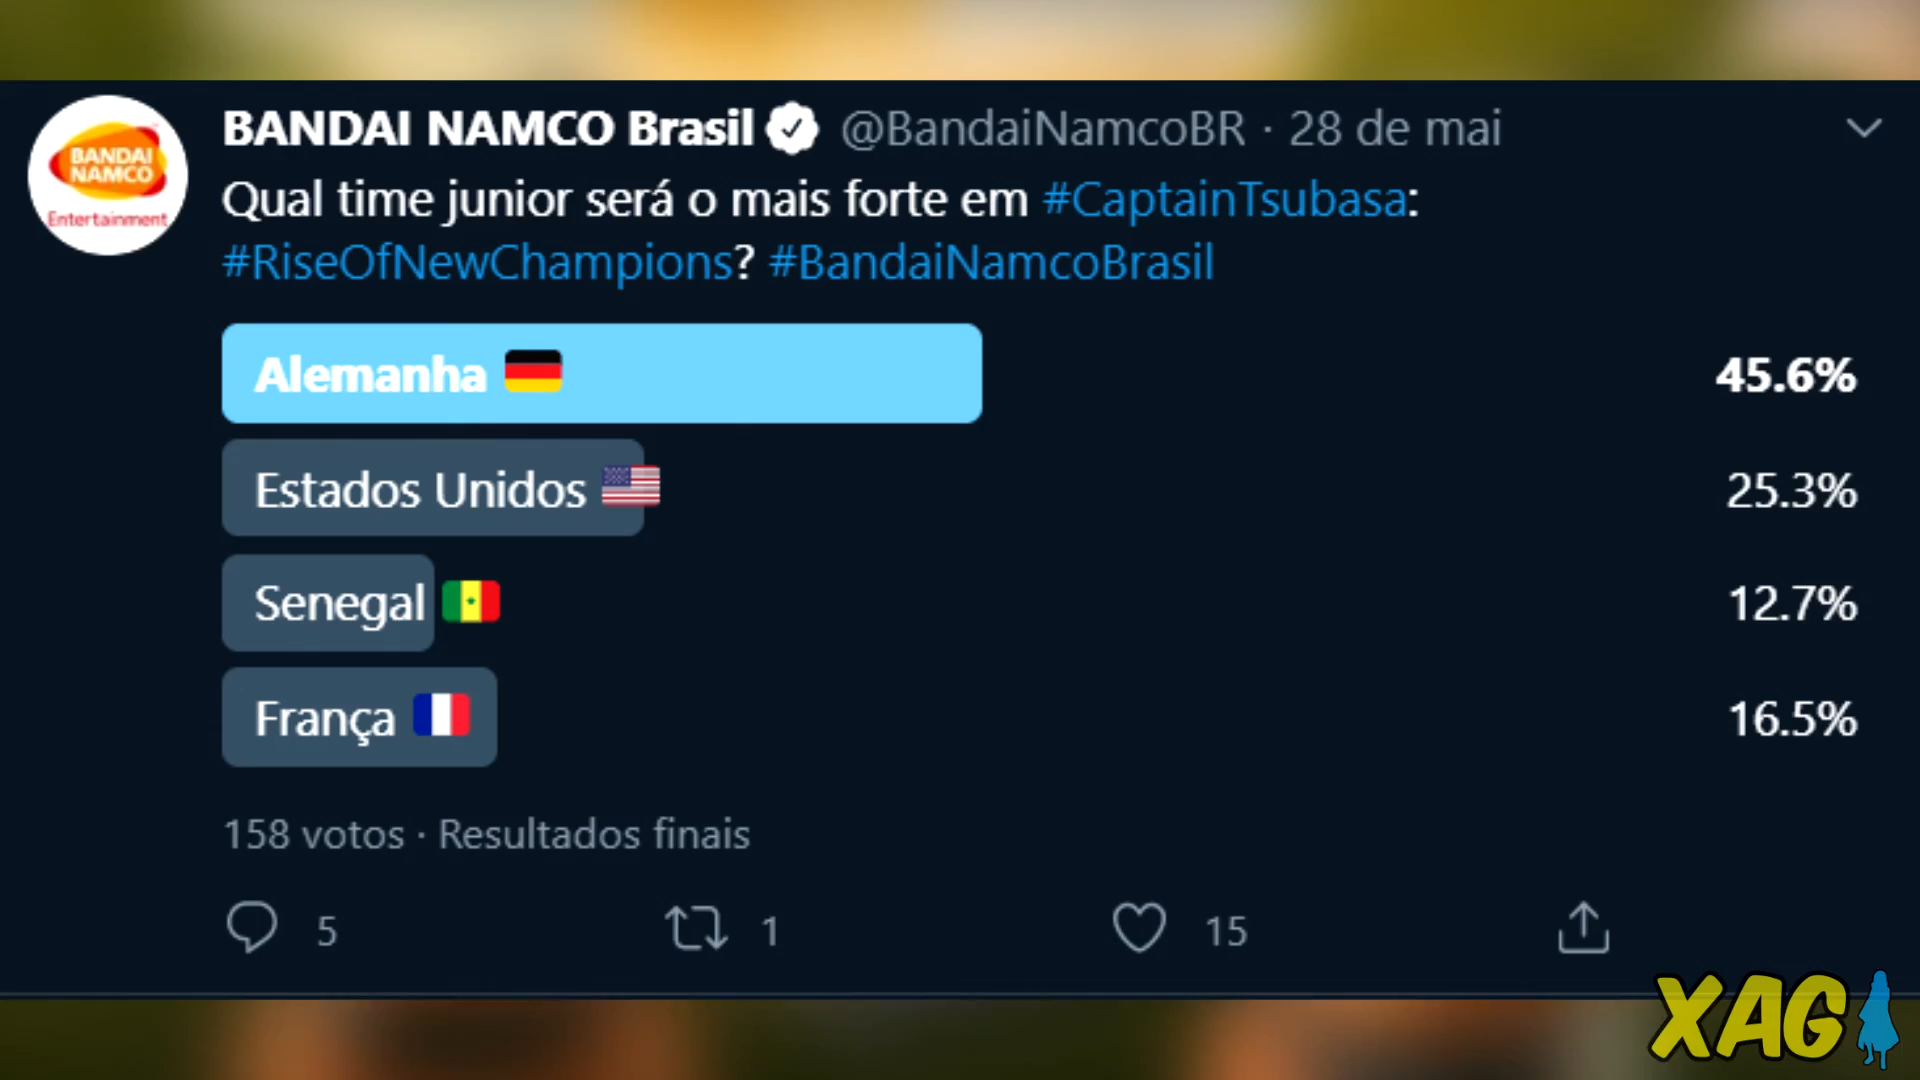 BANDAI NAMCO Brasil @BandaiNamcoBR · 28 de mai
BANDAI
NAMCO
Entertainment
Qual time junior será o mais forte em #CaptainTsubasa:
#RiseOfNewChampions? #BandaiNamcoBrasil
Alemanha 45.6%
Estados Unidos 25.3%
Senegal 12.7%
França 16.5%
158 votos · Resultados finais
5 1 15
XAG